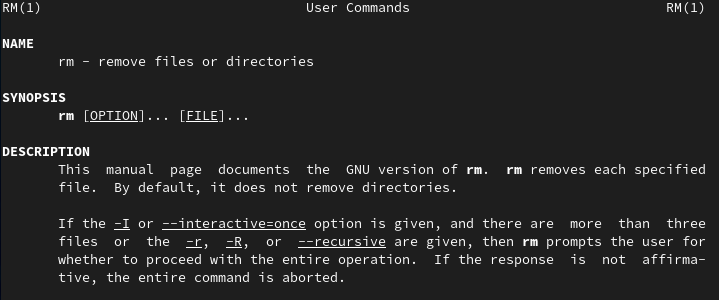 RM(1) User Commands RM(1)
NAME
rm - remove files or directories
SYNOPSIS
rm [OPTION]... [FILE]...
DESCRIPTION
This manual page documents the GNU version of rm. rm removes each specified
file. By default, it does not remove directories.
If the -I or --interactive=once option is given, and there are more than three
files or the -r, -R, or --recursive are given, then rm prompts the user for
whether to proceed with the entire operation. If the response is not affirma-
tive, the entire command is aborted.